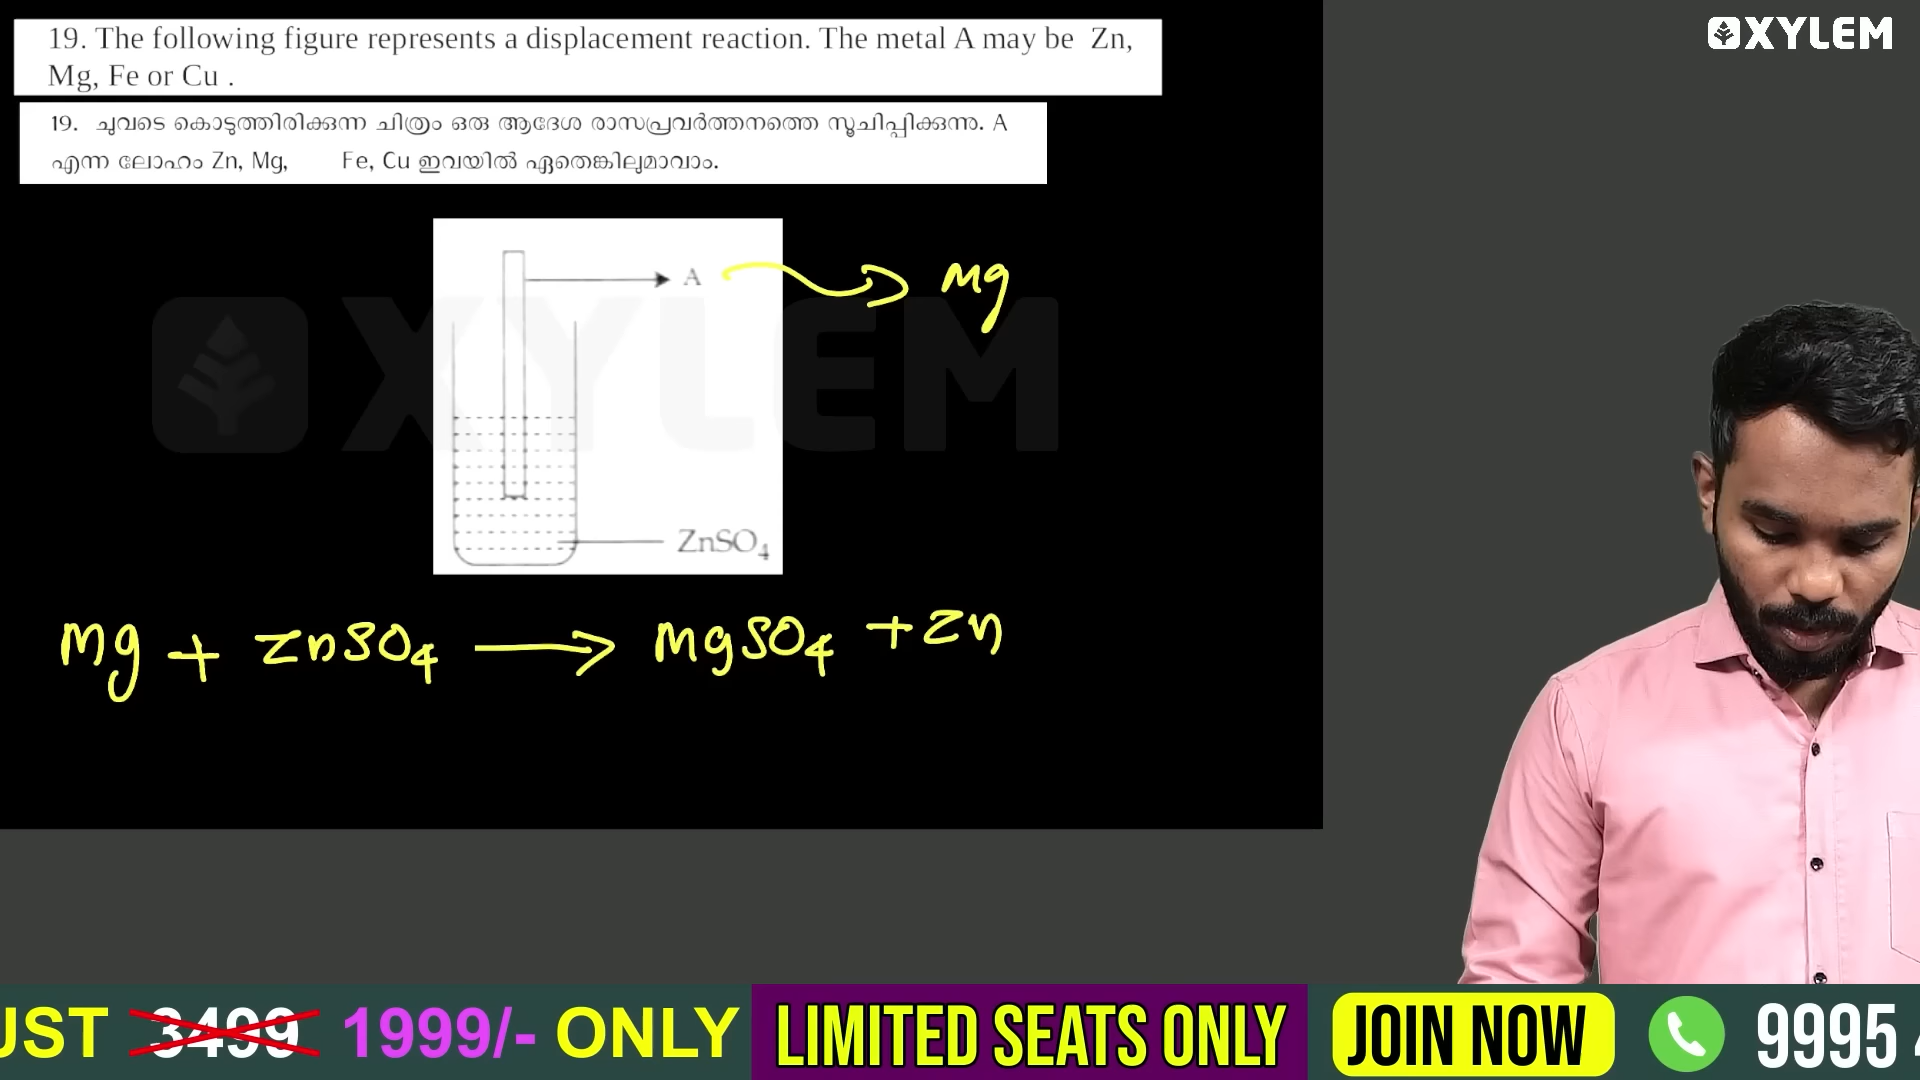 19. The following figure represents a displacement reaction. The metal A may be Zn,
Mg, Fe or Cu .
XYLEM
19. ചുവടെ കൊടുത്തിരിക്കുന്ന ചിത്രം ഒരു ആദേശ രാസപ്രവർത്തനത്തെ സൂചിപ്പിക്കുന്നു. A
എന്ന ലോഹം Zn, Mg, Fe, Cu ഇവയിൽ ഏതെങ്കിലുമാവാം.
A
Mg
XYLEM
ZnSO₄
Mg + ZnSO₄ → MgSO₄ + Zn
UST 3499 1999/- ONLY LIMITED SEATS ONLY JOIN NOW 9995